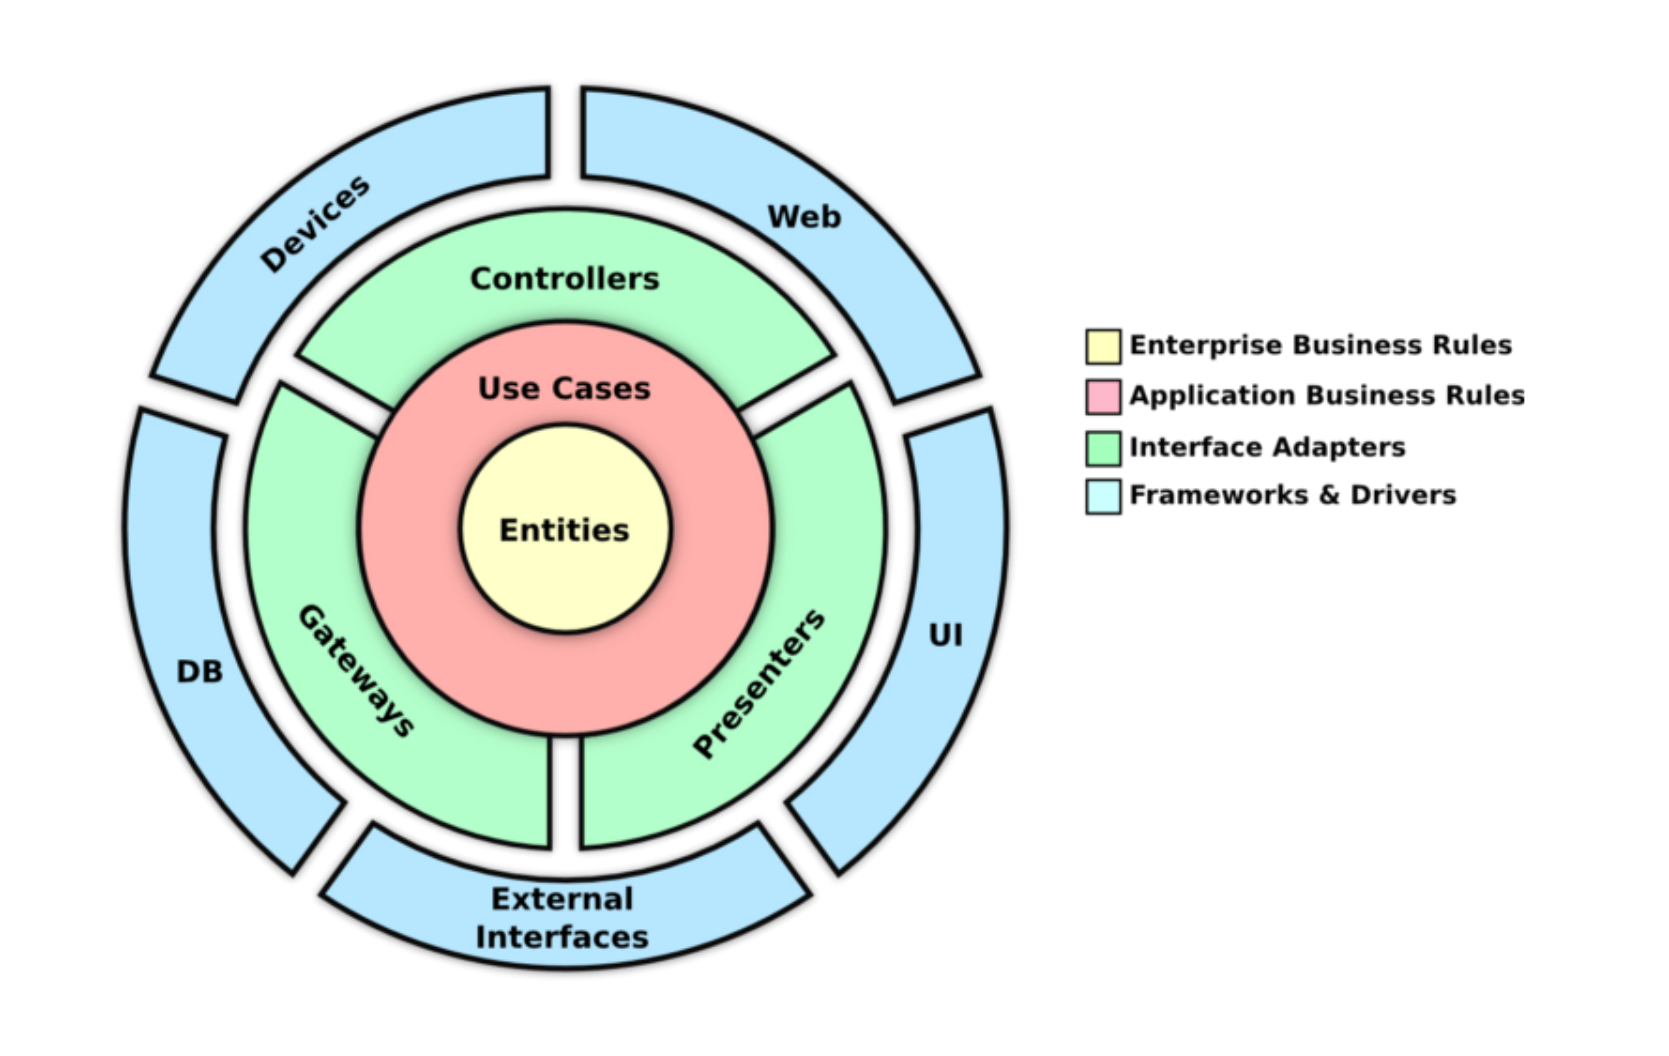 Devices
Web
Controllers
Use Cases
Entities
Gateways
Presenters
DB
UI
External
Interfaces
Enterprise Business Rules
Application Business Rules
Interface Adapters
Frameworks & Drivers